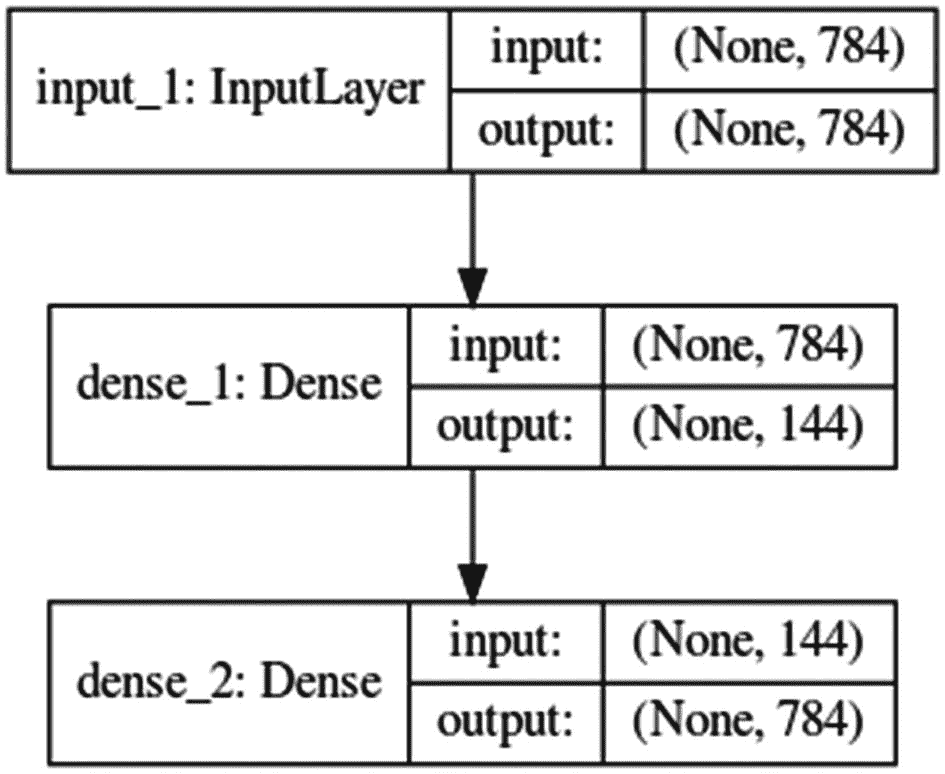 input_1: InputLayer
input: (None, 784)
output: (None, 784)
dense_1: Dense
input: (None, 784)
output: (None, 144)
dense_2: Dense
input: (None, 144)
output: (None, 784)